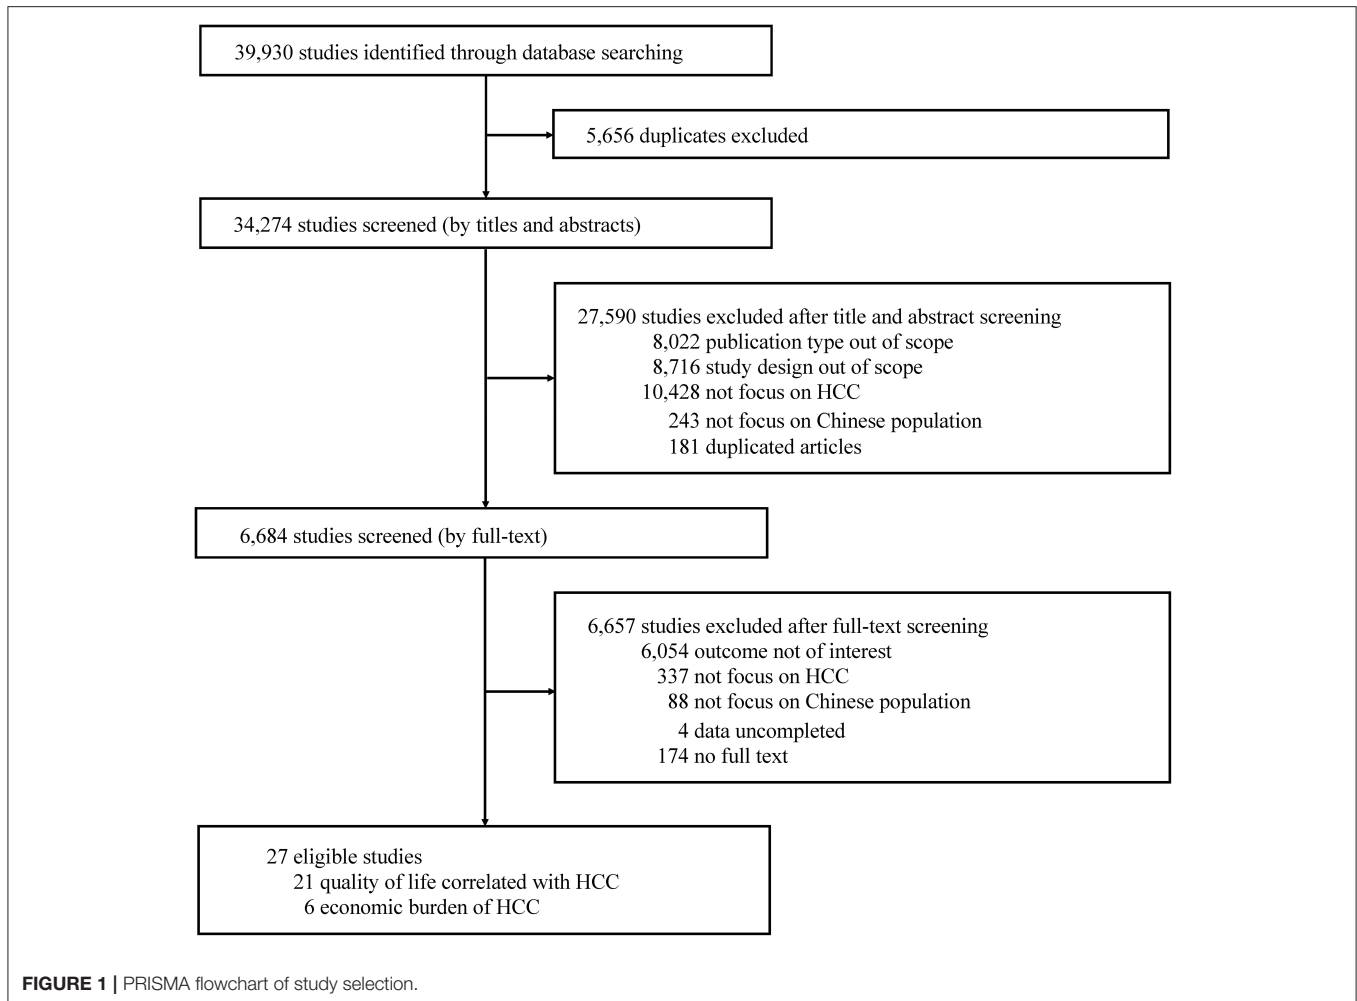 39,930 studies identified through database searching
5,656 duplicates excluded
34,274 studies screened (by titles and abstracts)
27,590 studies excluded after title and abstract screening
8,022 publication type out of scope
8,716 study design out of scope
10,428 not focus on HCC
243 not focus on Chinese population
181 duplicated articles
6,684 studies screened (by full-text)
6,657 studies excluded after full-text screening
6,054 outcome not of interest
337 not focus on HCC
88 not focus on Chinese population
4 data uncompleted
174 no full text
27 eligible studies
21 quality of life correlated with HCC
6 economic burden of HCC
FIGURE 1 | PRISMA flowchart of study selection.